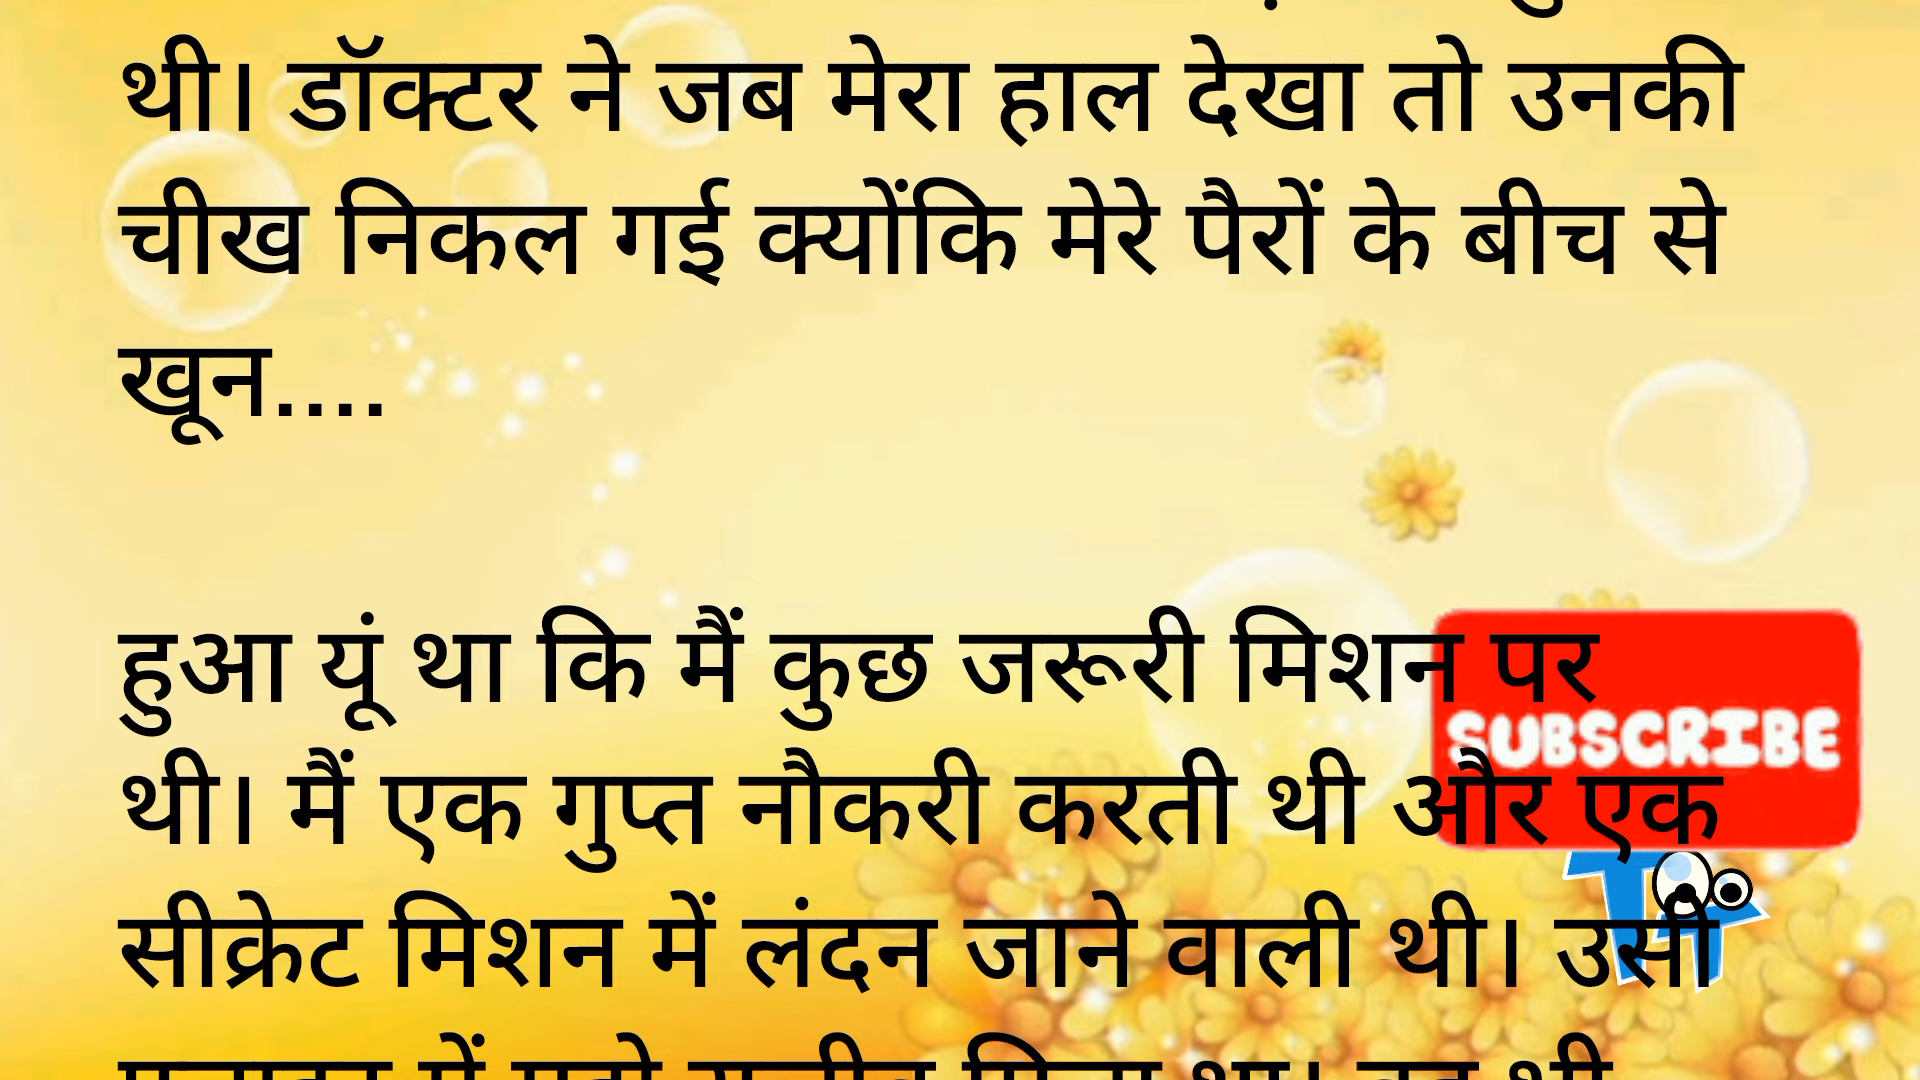 थी। डॉक्टर ने जब मेरा हाल देखा तो उनकी
चीख निकल गई क्योंकि मेरे पैरों के बीच से
खून....
हुआ यूं था कि मैं कुछ जरूरी मिशन पर
थी। मैं एक गुप्त नौकरी करती थी और एक
सीक्रेट मिशन में लंदन जाने वाली थी। उसी
SUBSCRIBE